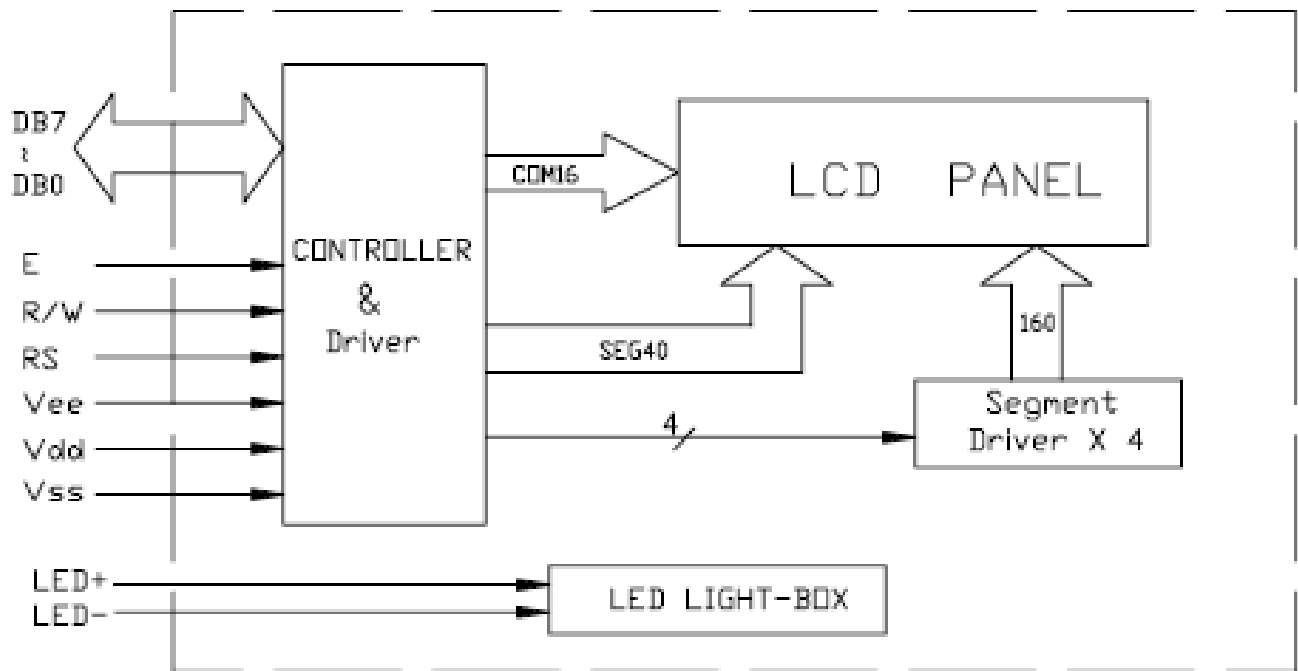 DB7
~
DB0
E
R/W
RS
Vee
Vdd
Vss
LED+
LED-
CONTROLLER
&
Driver
COM16
SEG40
4
LCD PANEL
160
Segment
Driver X 4
LED LIGHT-BOX